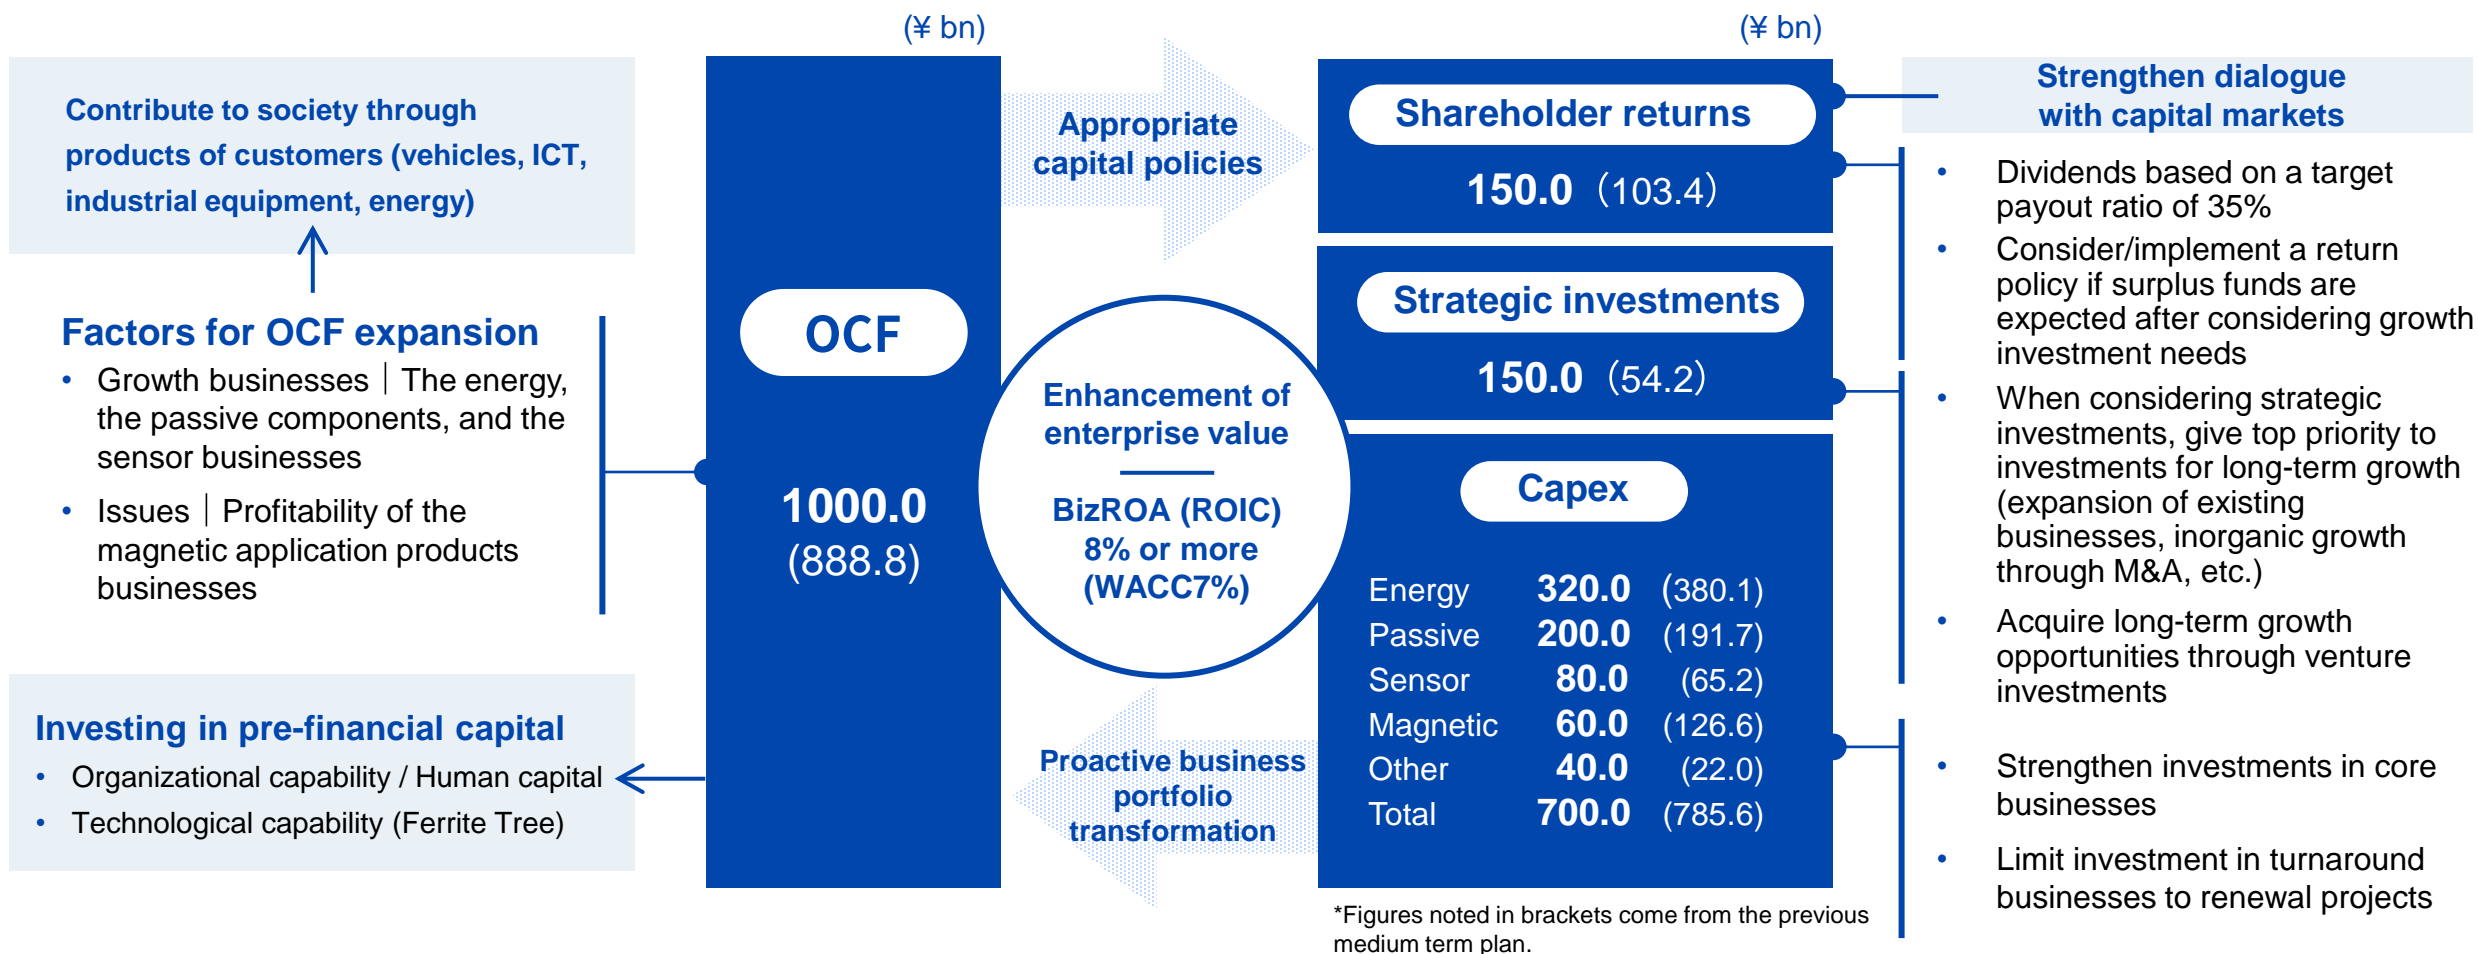 (¥ bn)
(¥ bn)
Contribute to society through
products of customers (vehicles, ICT,
industrial equipment, energy)
Factors for OCF expansion
• Growth businesses｜The energy,
the passive components, and the
sensor businesses
• Issues｜Profitability of the
magnetic application products
businesses
Investing in pre-financial capital
• Organizational capability / Human capital
• Technological capability (Ferrite Tree)
OCF
1000.0
(888.8)
Appropriate
capital policies
Enhancement of
enterprise value
BizROA (ROIC)
8% or more
(WACC7%)
Proactive business
portfolio
transformation
Shareholder returns
150.0（103.4）
Strategic investments
150.0（54.2）
Capex
Energy 320.0 (380.1)
Passive 200.0 (191.7)
Sensor 80.0 (65.2)
Magnetic 60.0 (126.6)
Other 40.0 (22.0)
Total 700.0 (785.6)
*Figures noted in brackets come from the previous
medium term plan.
Strengthen dialogue
with capital markets
• Dividends based on a target
payout ratio of 35%
• Consider/implement a return
policy if surplus funds are
expected after considering growth
investment needs
• When considering strategic
investments, give top priority to
investments for long-term growth
(expansion of existing
businesses, inorganic growth
through M&A, etc.)
• Acquire long-term growth
opportunities through venture
investments
• Strengthen investments in core
businesses
• Limit investment in turnaround
businesses to renewal projects